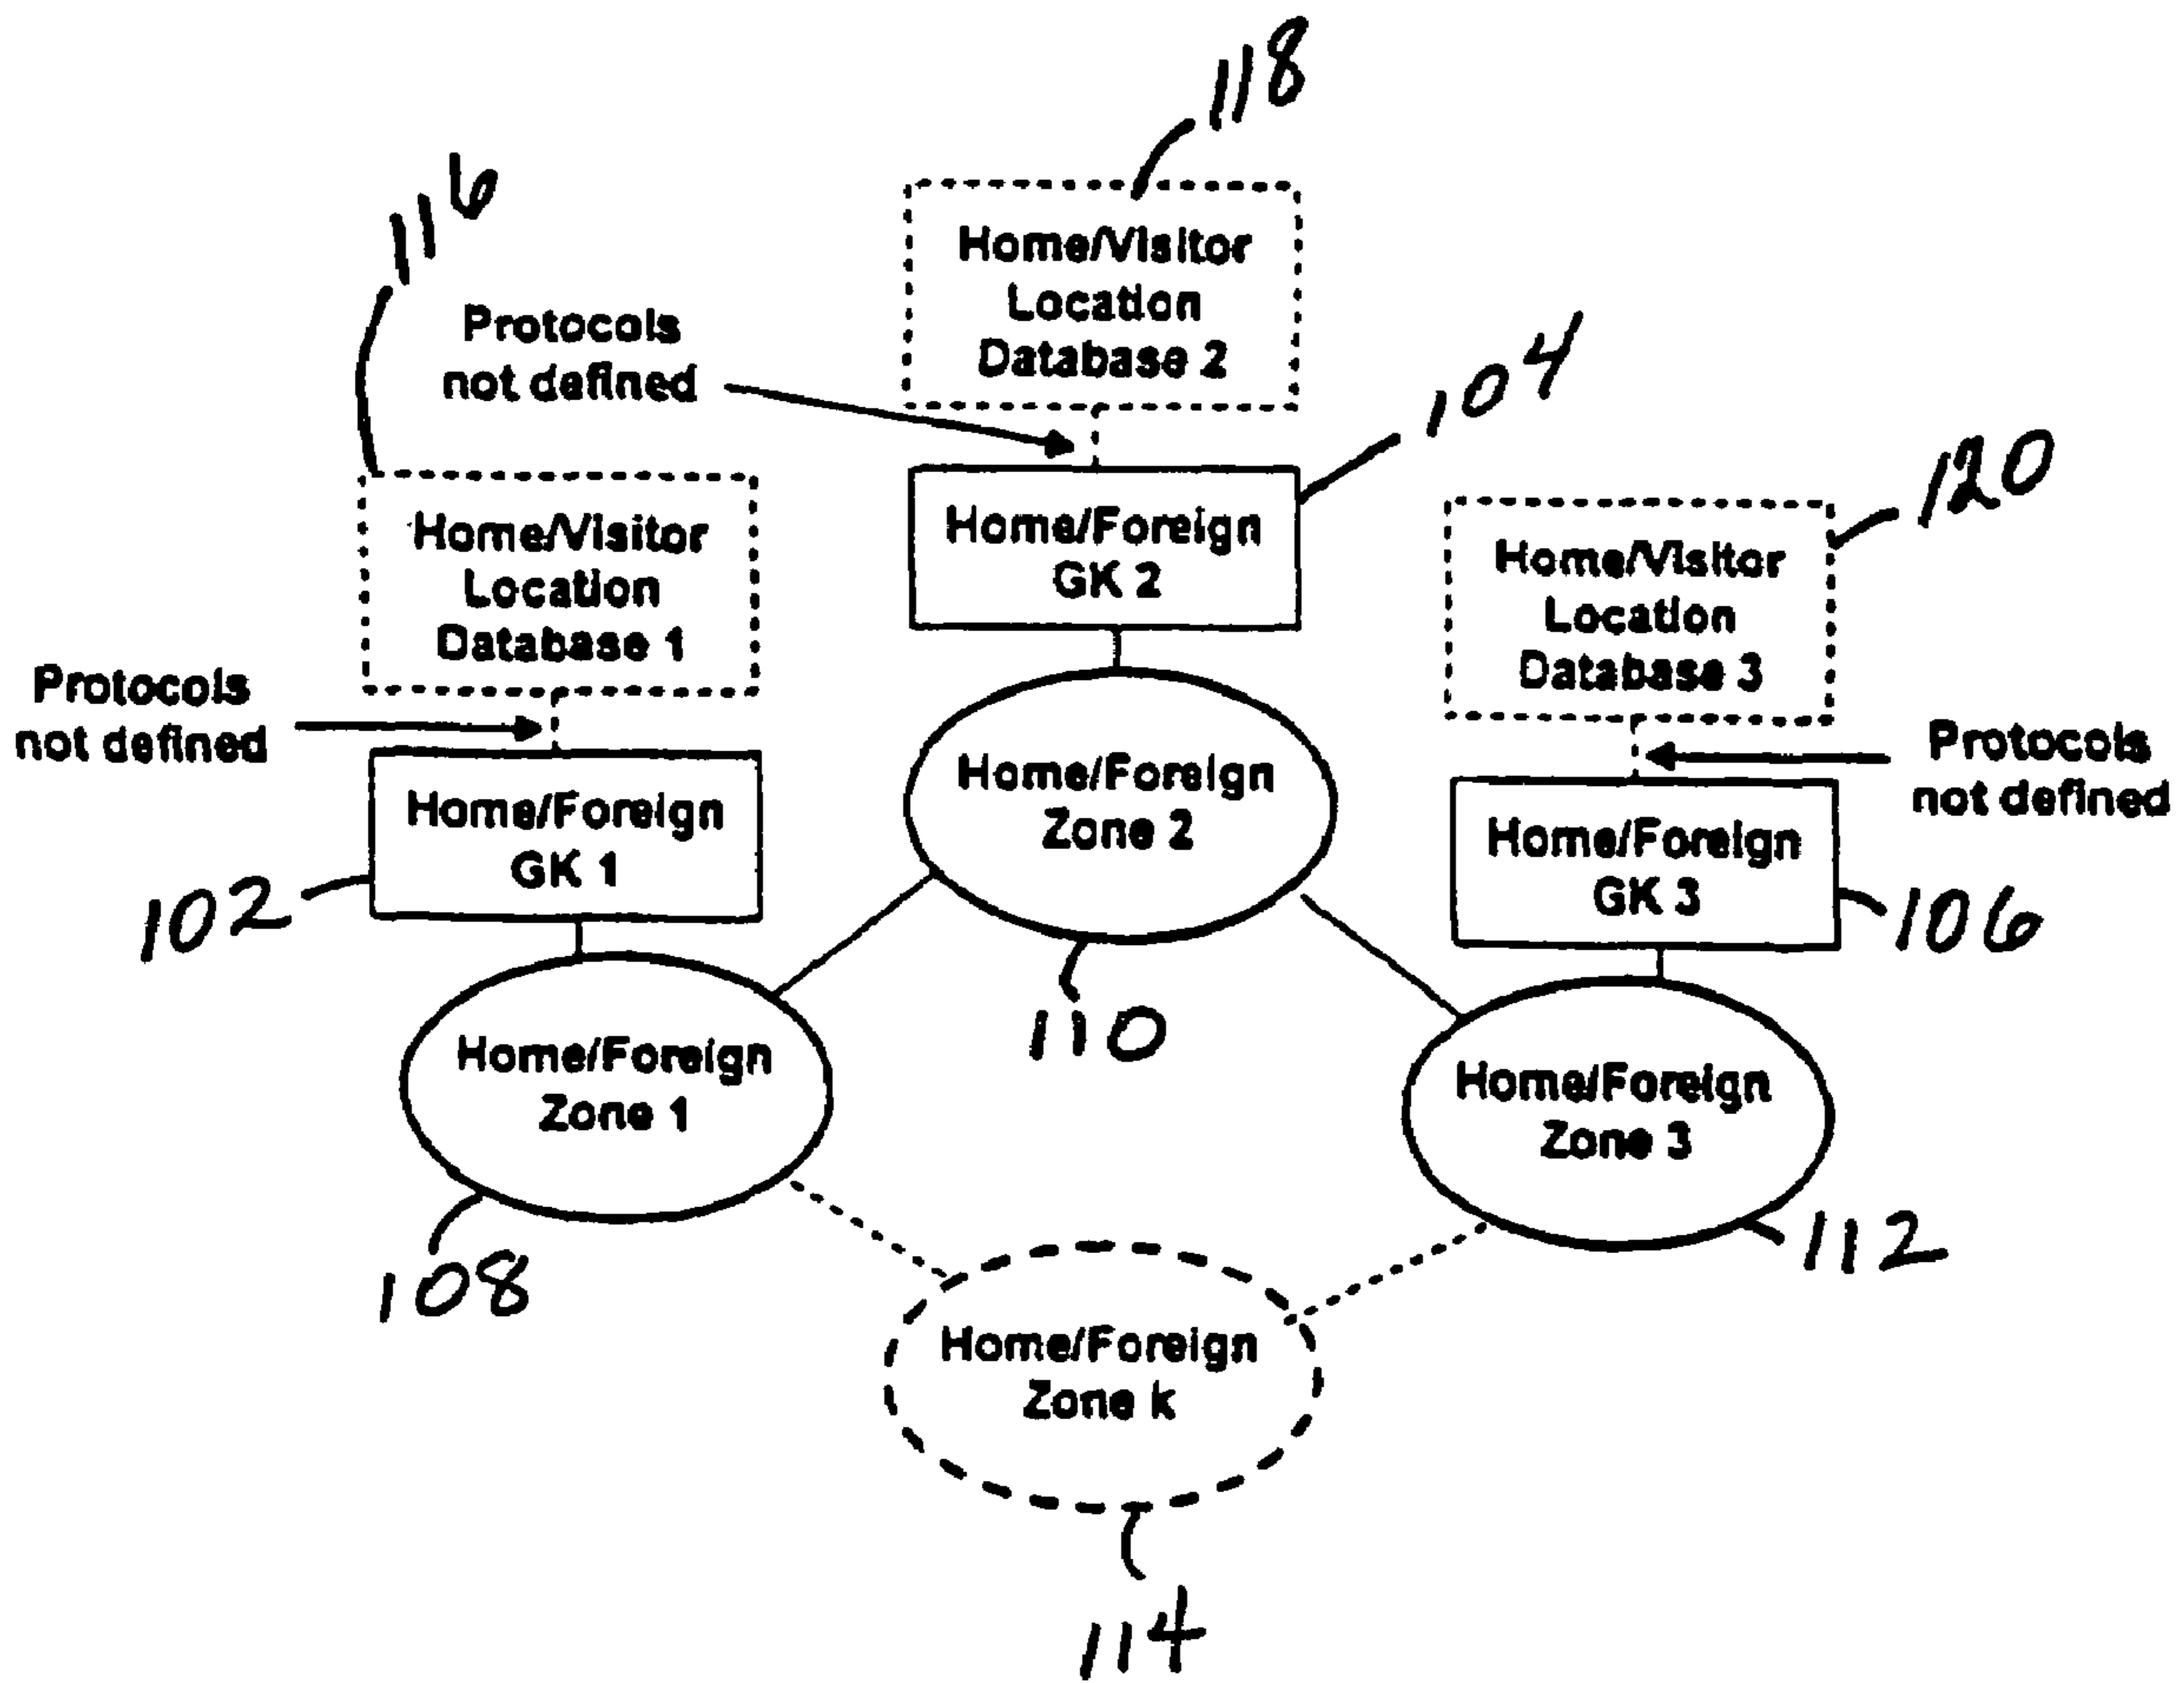 118
116
Home/Visitor
Location
Database 2
Protocols
not defined
104
120
Home/Visitor
Location
Database 1
Home/Foreign
GK 2
Home/Visitor
Location
Database 3
Protocols
not defined
Protocols
not defined
Home/Foreign
GK 1
Home/Foreign
Zone 2
Home/Foreign
GK 3
102
106
110
Home/Foreign
Zone 1
Home/Foreign
Zone 3
108
112
Home/Foreign
Zone k
114